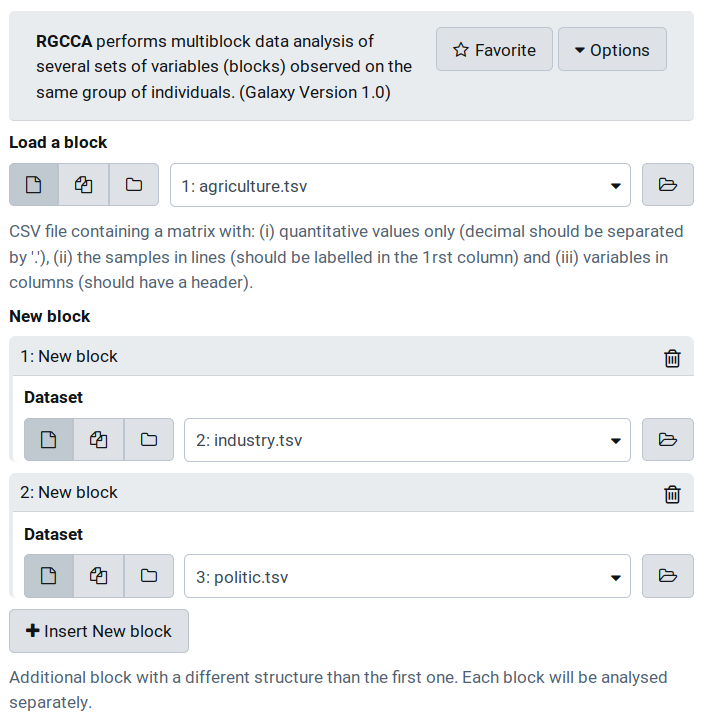 RGCCA performs multiblock data analysis of
several sets of variables (blocks) observed on the
same group of individuals. (Galaxy Version 1.0)
Favorite
Options
Load a block
1: agriculture.tsv
CSV file containing a matrix with: (i) quantitative values only (decimal should be separated
by '.'), (ii) the samples in lines (should be labelled in the 1rst column) and (iii) variables in
columns (should have a header).
New block
1: New block
Dataset
2: industry.tsv
2: New block
Dataset
3: politic.tsv
Insert New block
Additional block with a different structure than the first one. Each block will be analysed
separately.